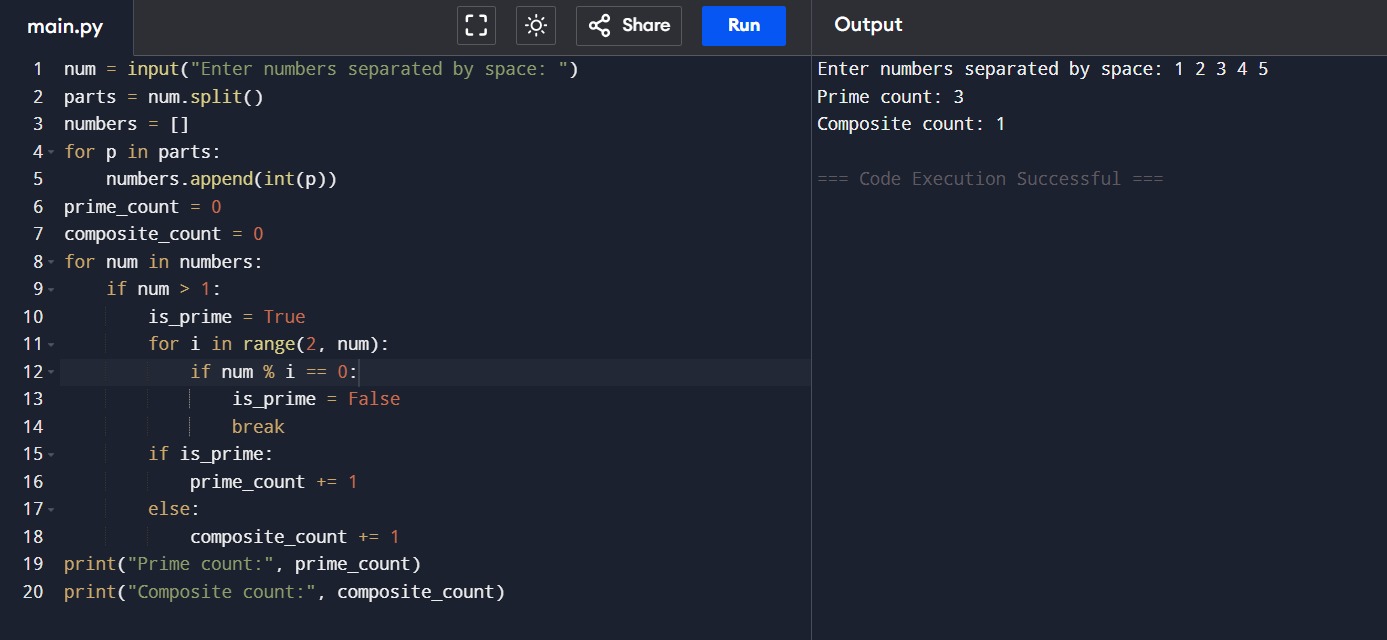 main.py Share Run Output
1 num = input("Enter numbers separated by space: ")
2 parts = num.split()
3 numbers = []
4 for p in parts:
5     numbers.append(int(p))
6 prime_count = 0
7 composite_count = 0
8 for num in numbers:
9     if num > 1:
10         is_prime = True
11         for i in range(2, num):
12             if num % i == 0:
13                 is_prime = False
14                 break
15         if is_prime:
16             prime_count += 1
17         else:
18             composite_count += 1
19 print("Prime count:", prime_count)
20 print("Composite count:", composite_count)
Enter numbers separated by space: 1 2 3 4 5
Prime count: 3
Composite count: 1
=== Code Execution Successful ===